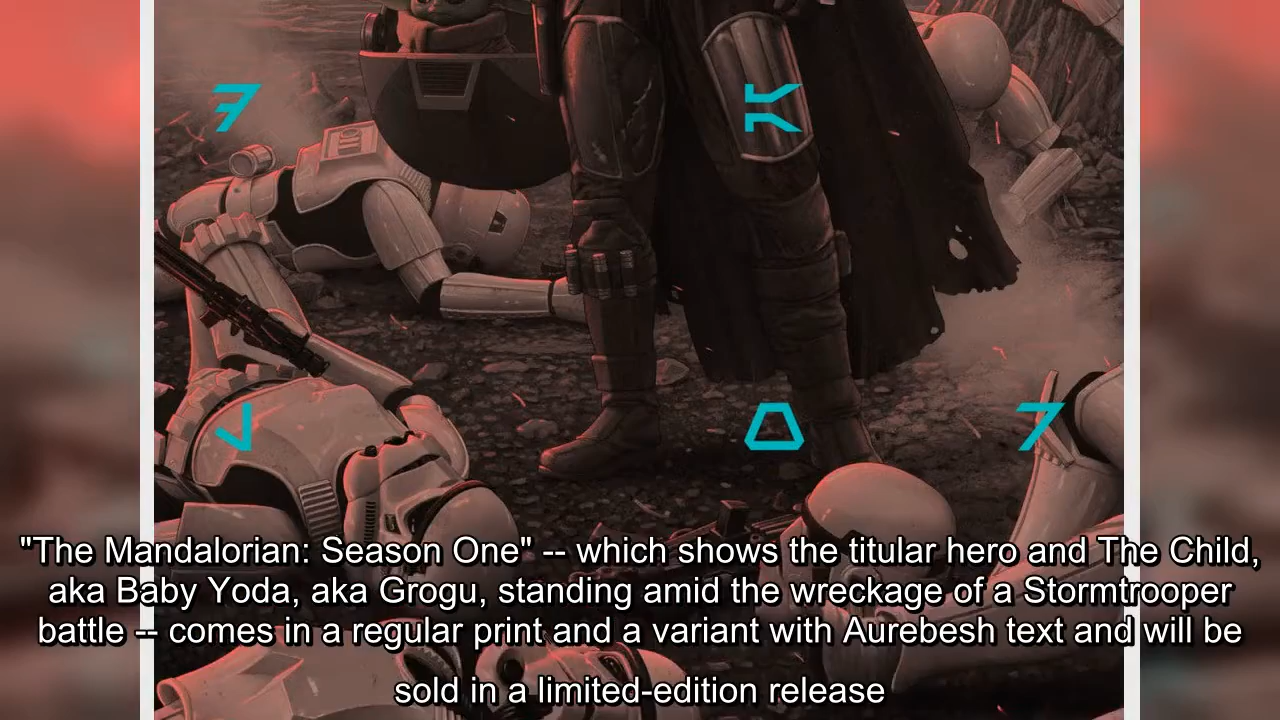 "The Mandalorian: Season One" -- which shows the titular hero and The Child,
aka Baby Yoda, aka Grogu, standing amid the wreckage of a Stormtrooper
battle -- comes in a regular print and a variant with Aurebesh text and will be
sold in a limited-edition release